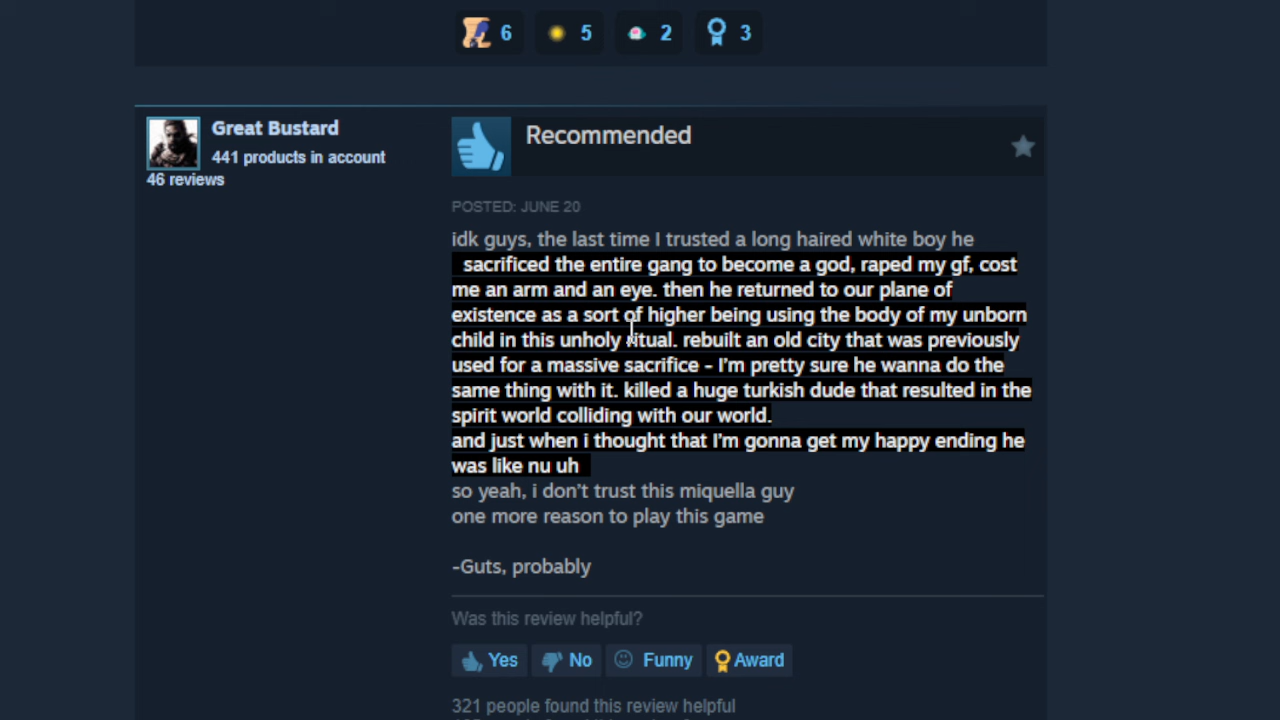 6 5 2 3
Great Bustard
441 products in account
46 reviews
Recommended
POSTED: JUNE 20
idk guys, the last time I trusted a long haired white boy he
sacrificed the entire gang to become a god, raped my gf, cost
me an arm and an eye. then he returned to our plane of
existence as a sort of higher being using the body of my unborn
child in this unholy ritual. rebuilt an old city that was previously
used for a massive sacrifice - I'm pretty sure he wanna do the
same thing with it. killed a huge turkish dude that resulted in the
spirit world colliding with our world.
and just when i thought that I'm gonna get my happy ending he
was like nu uh
so yeah, i don't trust this miquella guy
one more reason to play this game
-Guts, probably
Was this review helpful?
Yes No Funny Award
321 people found this review helpful